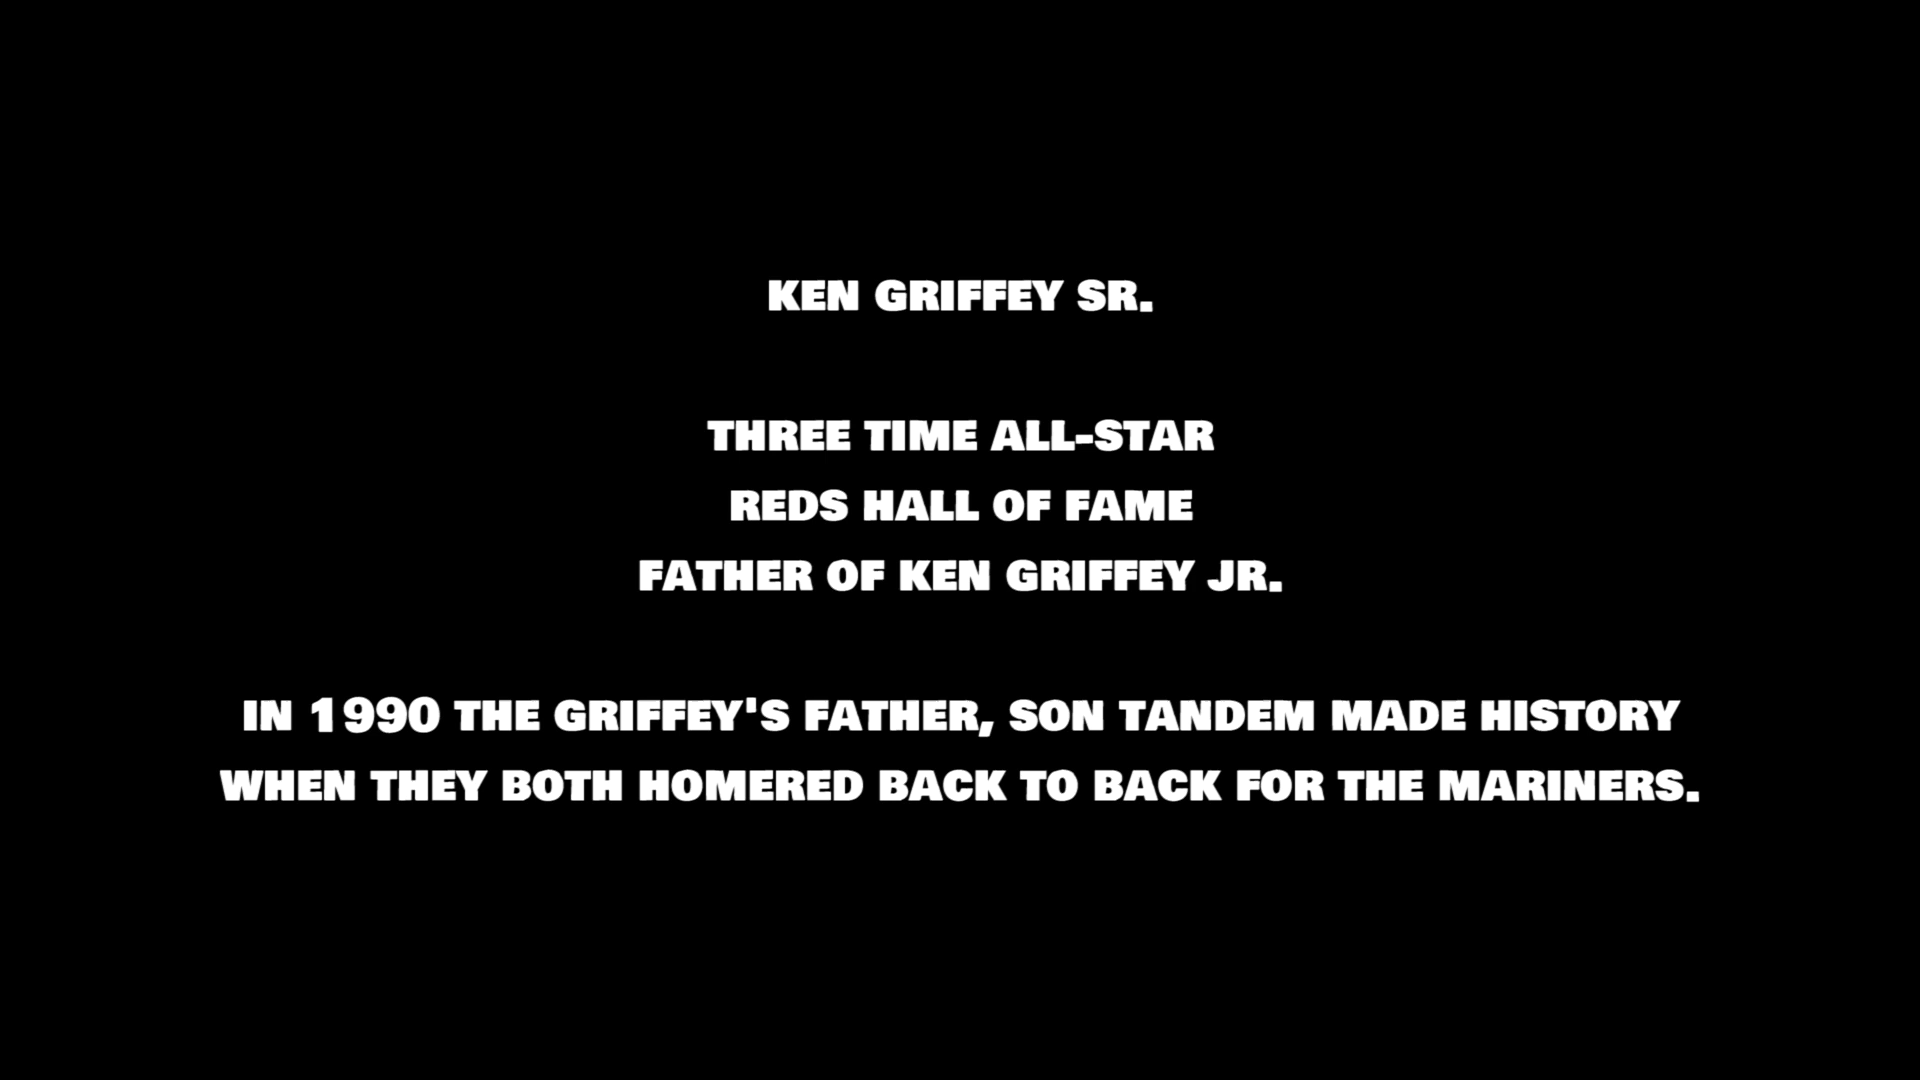 KEN GRIFFEY SR.
THREE TIME ALL-STAR
REDS HALL OF FAME
FATHER OF KEN GRIFFEY JR.
IN 1990 THE GRIFFEY'S FATHER, SON TANDEM MADE HISTORY
WHEN THEY BOTH HOMERED BACK TO BACK FOR THE MARINERS.